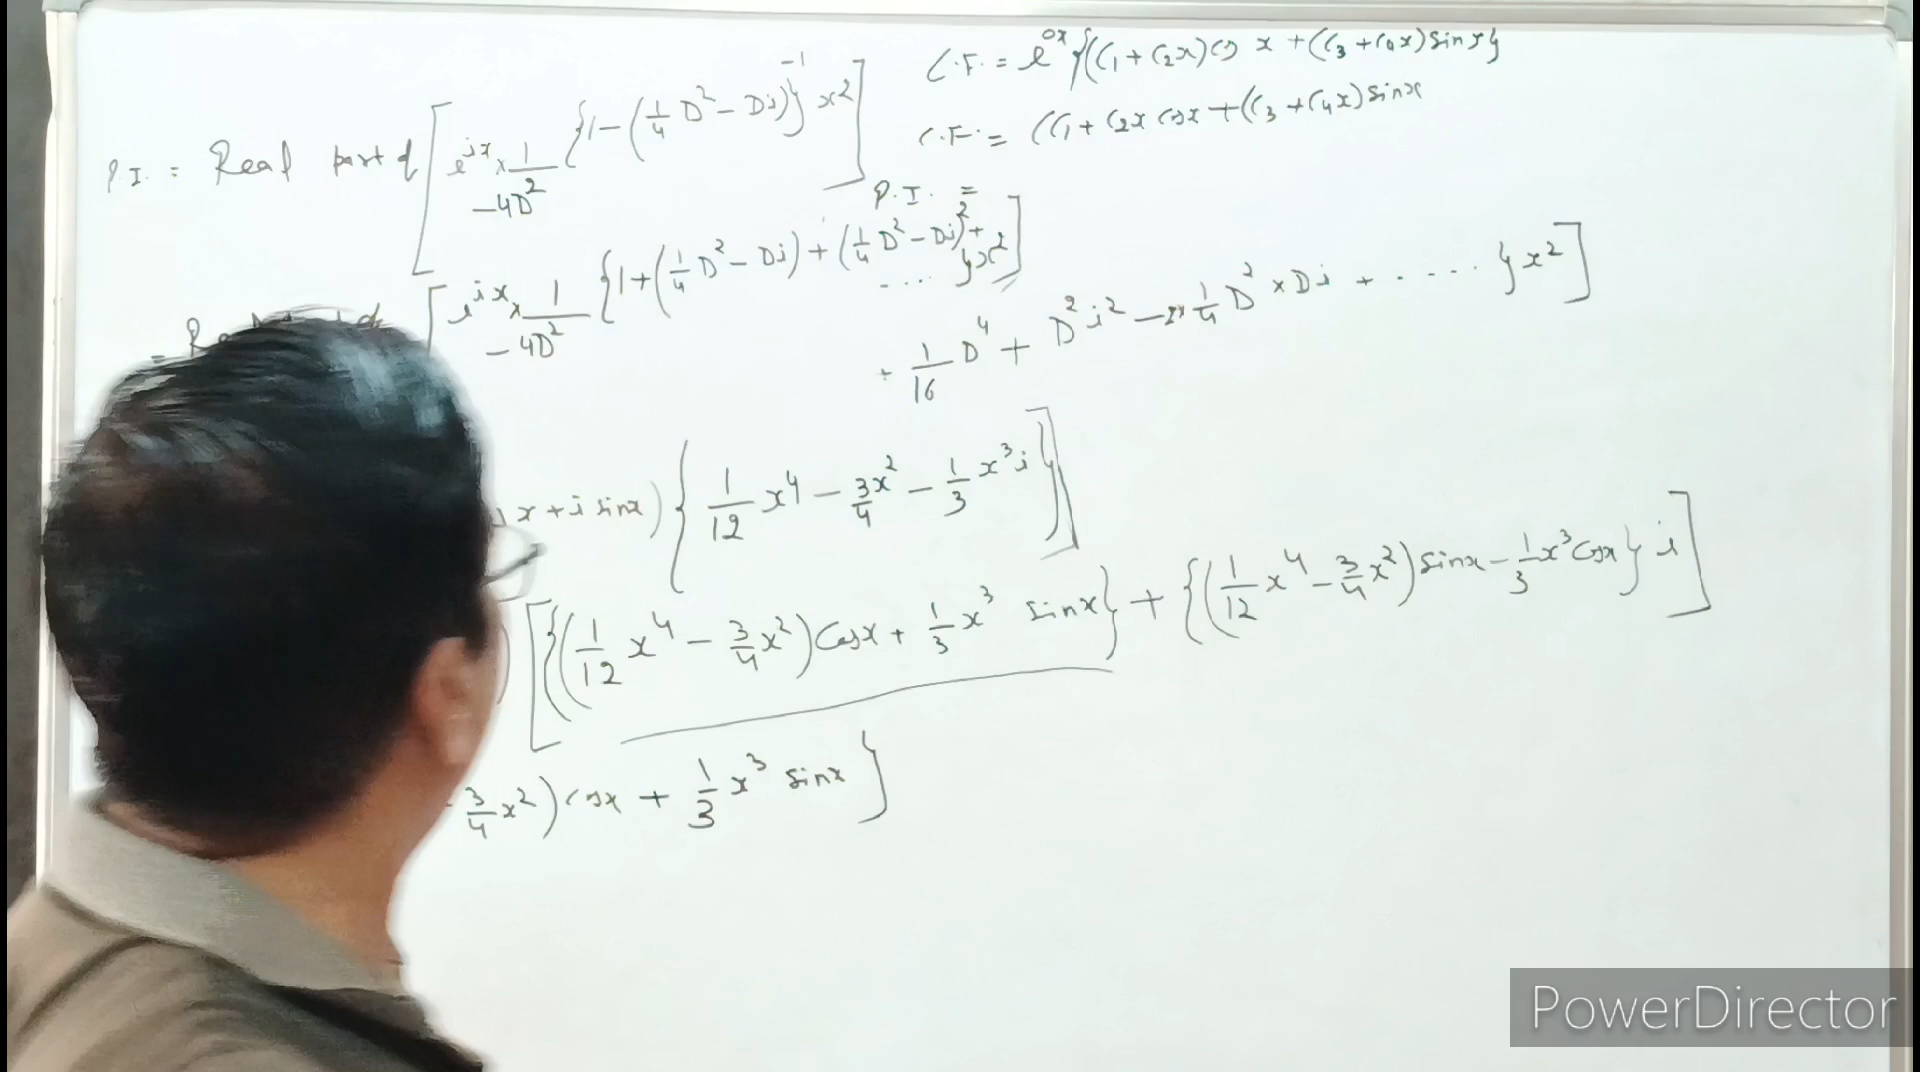 C.F. = e^{0x}{(C₁ + C₂x) cos x + (C₃ + C₄x) sin x}
C.F. = (C₁ + C₂x cos x + (C₃ + C₄x) sin x
P.I. = Real part of [e^{ix} × 1/(-4D²) {1 - (1/4 D² - Di)}^{-1} x²]
P.I. =
[e^{ix} × 1/(-4D²) {1 + (1/4 D² - Di) + (1/4 D² - Di)² + ... } x²]
+ 1/16 D⁴ + D²i² - 2 × 1/4 D² × Di + ..... } x²]
x + i sin x) { 1/12 x⁴ - 3/4 x² - 1/3 x³ i }]
[{(1/12 x⁴ - 3/4 x²) cos x + 1/3 x³ sin x} + {(1/12 x⁴ - 3/4 x²) sin x - 1/3 x³ cos x} i]
3/4 x²) cos x + 1/3 x³ sin x}
PowerDirector